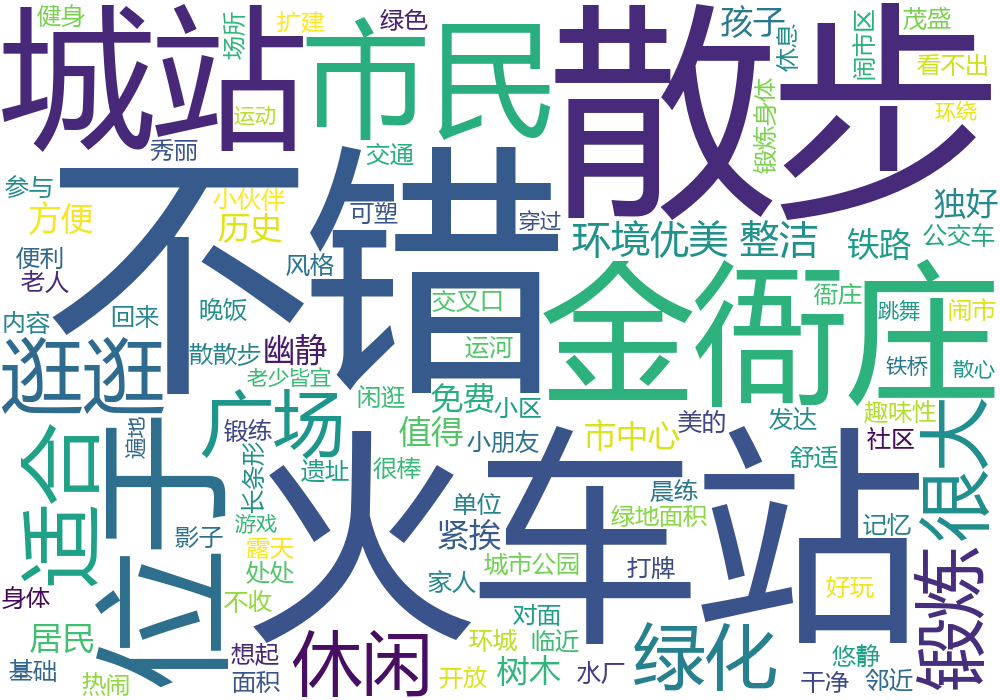 健身
场所
扩建
绿色
孩子
休息
闹市区
茂盛
城站
市民
散步
看不出
运动
锻炼身体
环绕
秀丽
交通
参与
方便
小伙伴
历史
可塑
穿过
独好
不错
环境优美
整洁
铁路
公交车
便利
老人
风格
金衙庄
衙庄
交叉口
晚饭
回来
内容
跳舞
闹市
运河
逛逛
散散步
幽静
铁桥
散心
老少皆宜
闲逛
免费
小区
美的
发达
趣味性
广场
锻练
值得
小朋友
市中心
社区
遍地
适合
位于
长条形
遗址
很棒
火车站
舒适
很大
单位
晨练
游戏
绿地面积
记忆
影子
紧挨
露天
处处
城市公园
打牌
家人
好玩
锻炼
身体
不收
对面
居民
休闲
环城
临近
绿化
想起
悠静
基础
热闹
面积
开放
树木
水厂
干净
邻近